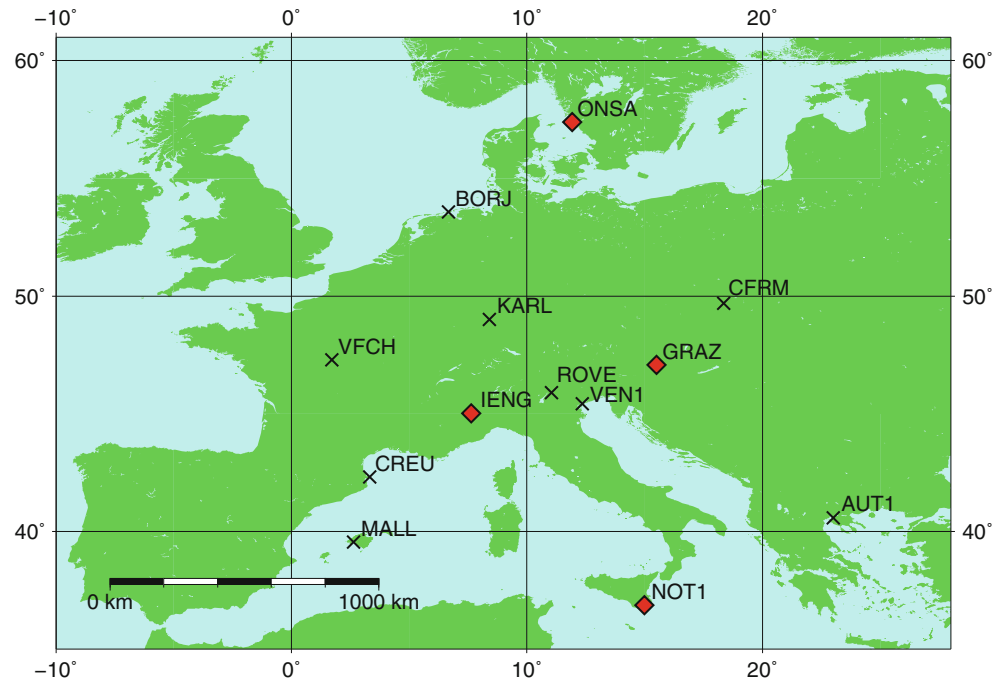 −10˚ 0˚ 10˚ 20˚
60˚ 60˚
ONSA
BORJ
50˚ 50˚
CFRM
KARL
VFCH
GRAZ
ROVE
VEN1
IENG
CREU
AUT1
MALL
40˚ 40˚
NOT1
0 km 1000 km
−10˚ 0˚ 10˚ 20˚